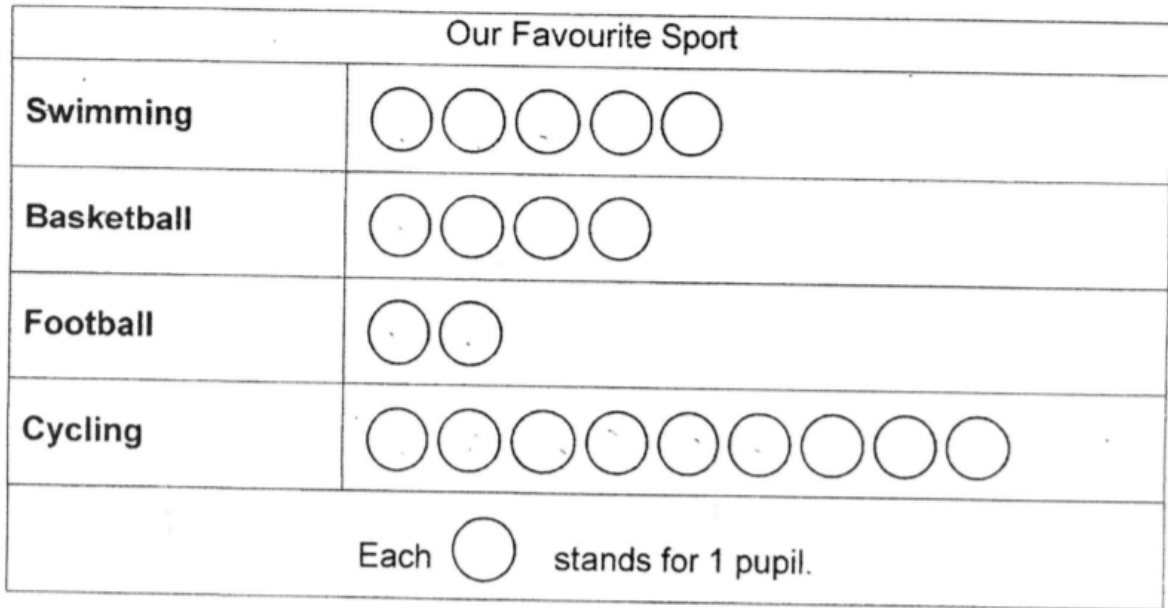 Our Favourite Sport
Swimming
Basketball
Football
Cycling
Each stands for 1 pupil.